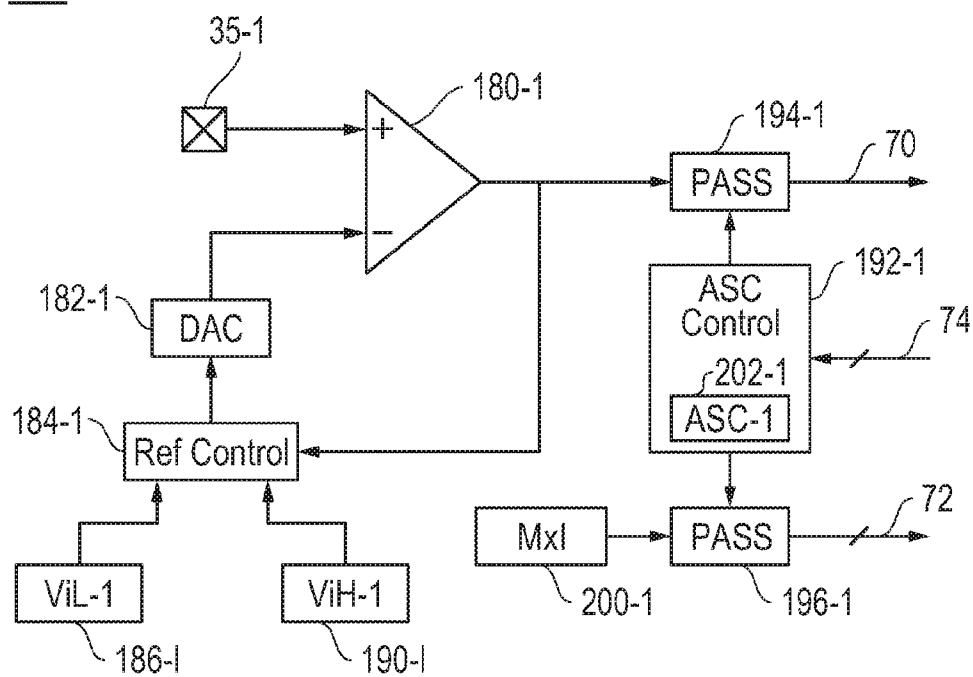 35-1
180-1
+
−
194-1
PASS
70
182-1
DAC
ASC
Control
192-1
74
202-1
ASC-1
184-1
Ref Control
MxI
200-1
PASS
72
196-1
ViL-1
186-I
ViH-1
190-I